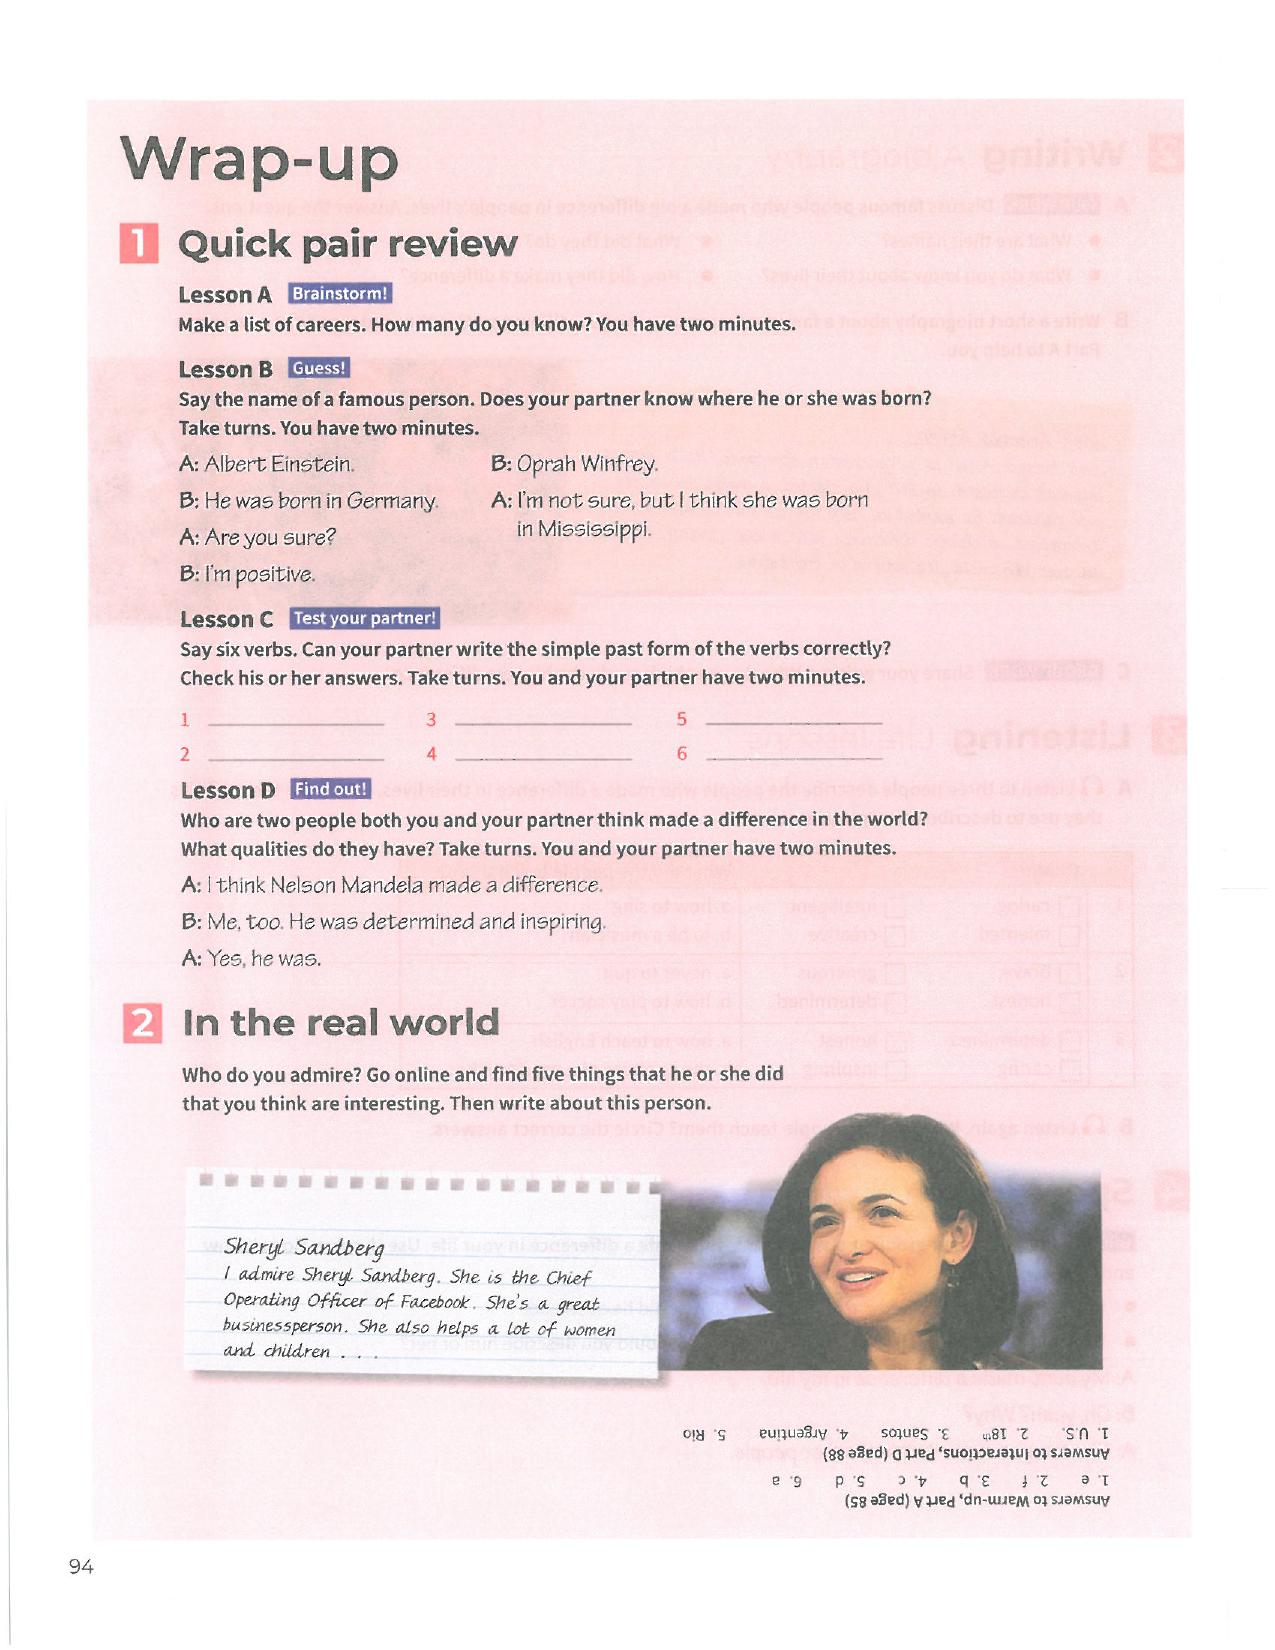 Wrap-up
1 Quick pair review
Lesson A Brainstorm!
Make a list of careers. How many do you know? You have two minutes.
Lesson B Guess!
Say the name of a famous person. Does your partner know where he or she was born?
Take turns. You have two minutes.
A: Albert Einstein.
B: He was born in Germany.
A: Are you sure?
B: I'm positive.
B: Oprah Winfrey.
A: I'm not sure, but I think she was born
in Mississippi.
Lesson C Test your partner!
Say six verbs. Can your partner write the simple past form of the verbs correctly?
Check his or her answers. Take turns. You and your partner have two minutes.
1 3 5
2 4 6
Lesson D Find out!
Who are two people both you and your partner think made a difference in the world?
What qualities do they have? Take turns. You and your partner have two minutes.
A: I think Nelson Mandela made a difference.
B: Me, too. He was determined and inspiring.
A: Yes, he was.
2 In the real world
Who do you admire? Go online and find five things that he or she did
that you think are interesting. Then write about this person.
Sheryl Sandberg
I admire Sheryl Sandberg. She is the Chief
Operating Officer of Facebook. She's a great
businessperson. She also helps a lot of women
and children . . .
Answers to Warm-up, Part A (page 85)
1. e 2. f 3. b 4. c 5. d 6. a
Answers to Interactions, Part D (page 88)
1. U.S. 2. 18th 3. Santos 4. Argentina 5. Rio
94